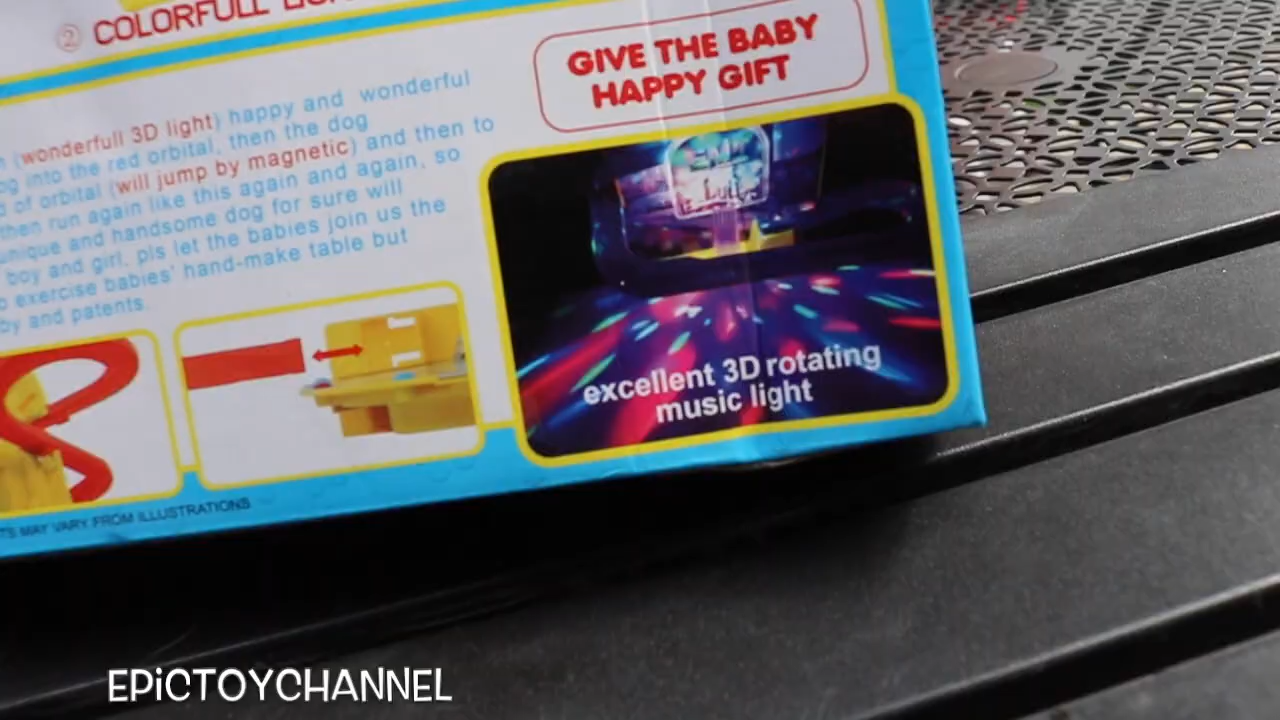 ② COLORFULL
GIVE THE BABY
HAPPY GIFT
(wonderfull 3D light) happy and wonderful
into the red orbital, then the dog
of orbital (will jump by magnetic) and then to
then run again like this again and again, so
unique and handsome dog for sure will
boy and girl, pls let the babies join us the
exercise babies' hand-make table but
by and patents.
excellent 3D rotating
music light
MAY VARY FROM ILLUSTRATIONS
EPiCTOYCHANNEL